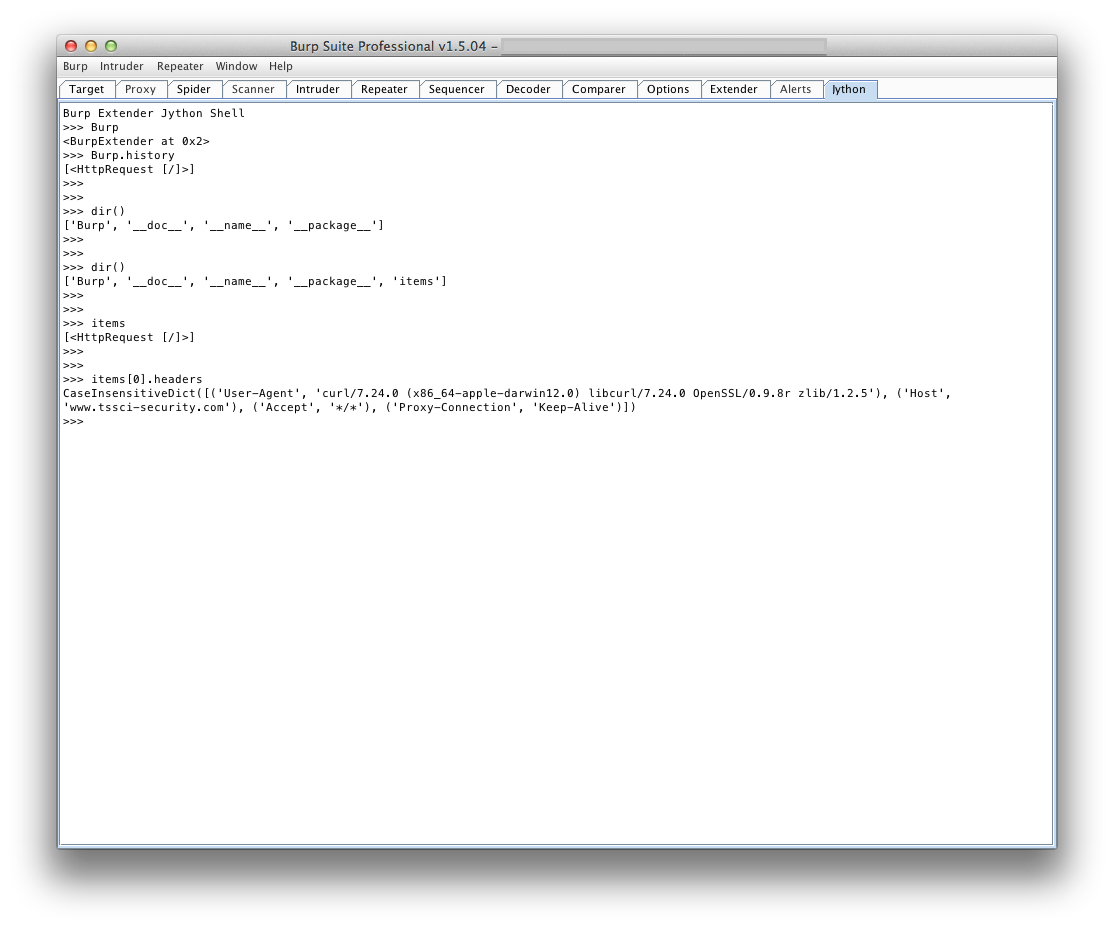 Burp Suite Professional v1.5.04 –
Burp Intruder Repeater Window Help
Target Proxy Spider Scanner Intruder Repeater Sequencer Decoder Comparer Options Extender Alerts Jython
Burp Extender Jython Shell
>>> Burp
<BurpExtender at 0x2>
>>> Burp.history
[<HttpRequest [/]>]
>>>
>>>
>>> dir()
['Burp', '__doc__', '__name__', '__package__']
>>>
>>>
>>> dir()
['Burp', '__doc__', '__name__', '__package__', 'items']
>>>
>>>
>>> items
[<HttpRequest [/]>]
>>>
>>>
>>> items[0].headers
CaseInsensitiveDict([('User-Agent', 'curl/7.24.0 (x86_64-apple-darwin12.0) libcurl/7.24.0 OpenSSL/0.9.8r zlib/1.2.5'), ('Host',
'www.tssci-security.com'), ('Accept', '*/*'), ('Proxy-Connection', 'Keep-Alive')])
>>>